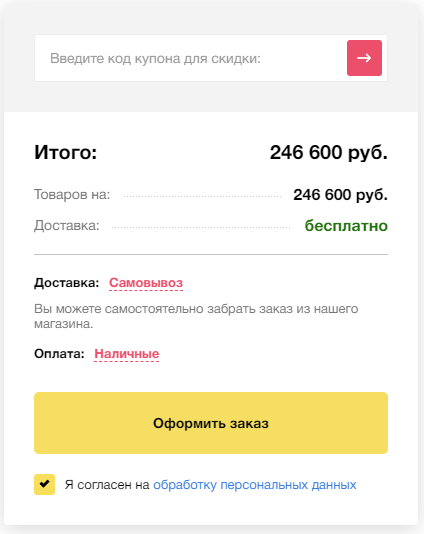 Введите код купона для скидки:
Итого: 246 600 руб.
Товаров на: 246 600 руб.
Доставка: бесплатно
Доставка: Самовывоз
Вы можете самостоятельно забрать заказ из нашего
магазина.
Оплата: Наличные
Оформить заказ
Я согласен на обработку персональных данных